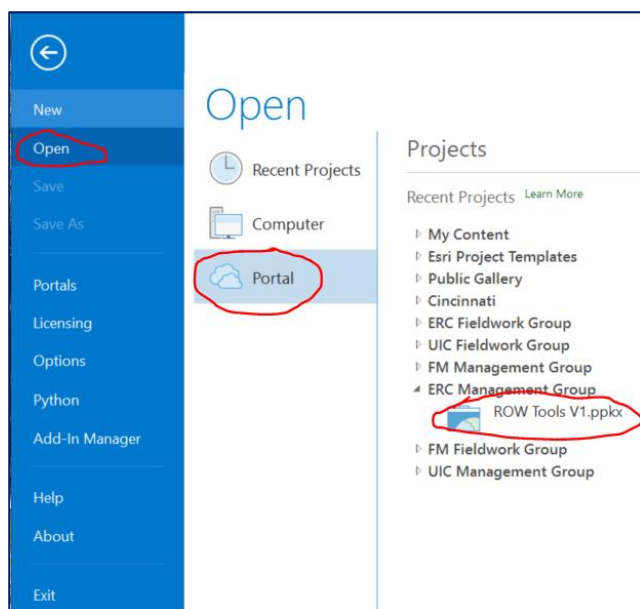 New
Open
Save
Save As
Portals
Licensing
Options
Python
Add-In Manager
Help
About
Exit
Open
Recent Projects
Computer
Portal
Projects
Recent Projects Learn More
My Content
Esri Project Templates
Public Gallery
Cincinnati
ERC Fieldwork Group
UIC Fieldwork Group
FM Management Group
ERC Management Group
ROW Tools V1.ppkx
FM Fieldwork Group
UIC Management Group